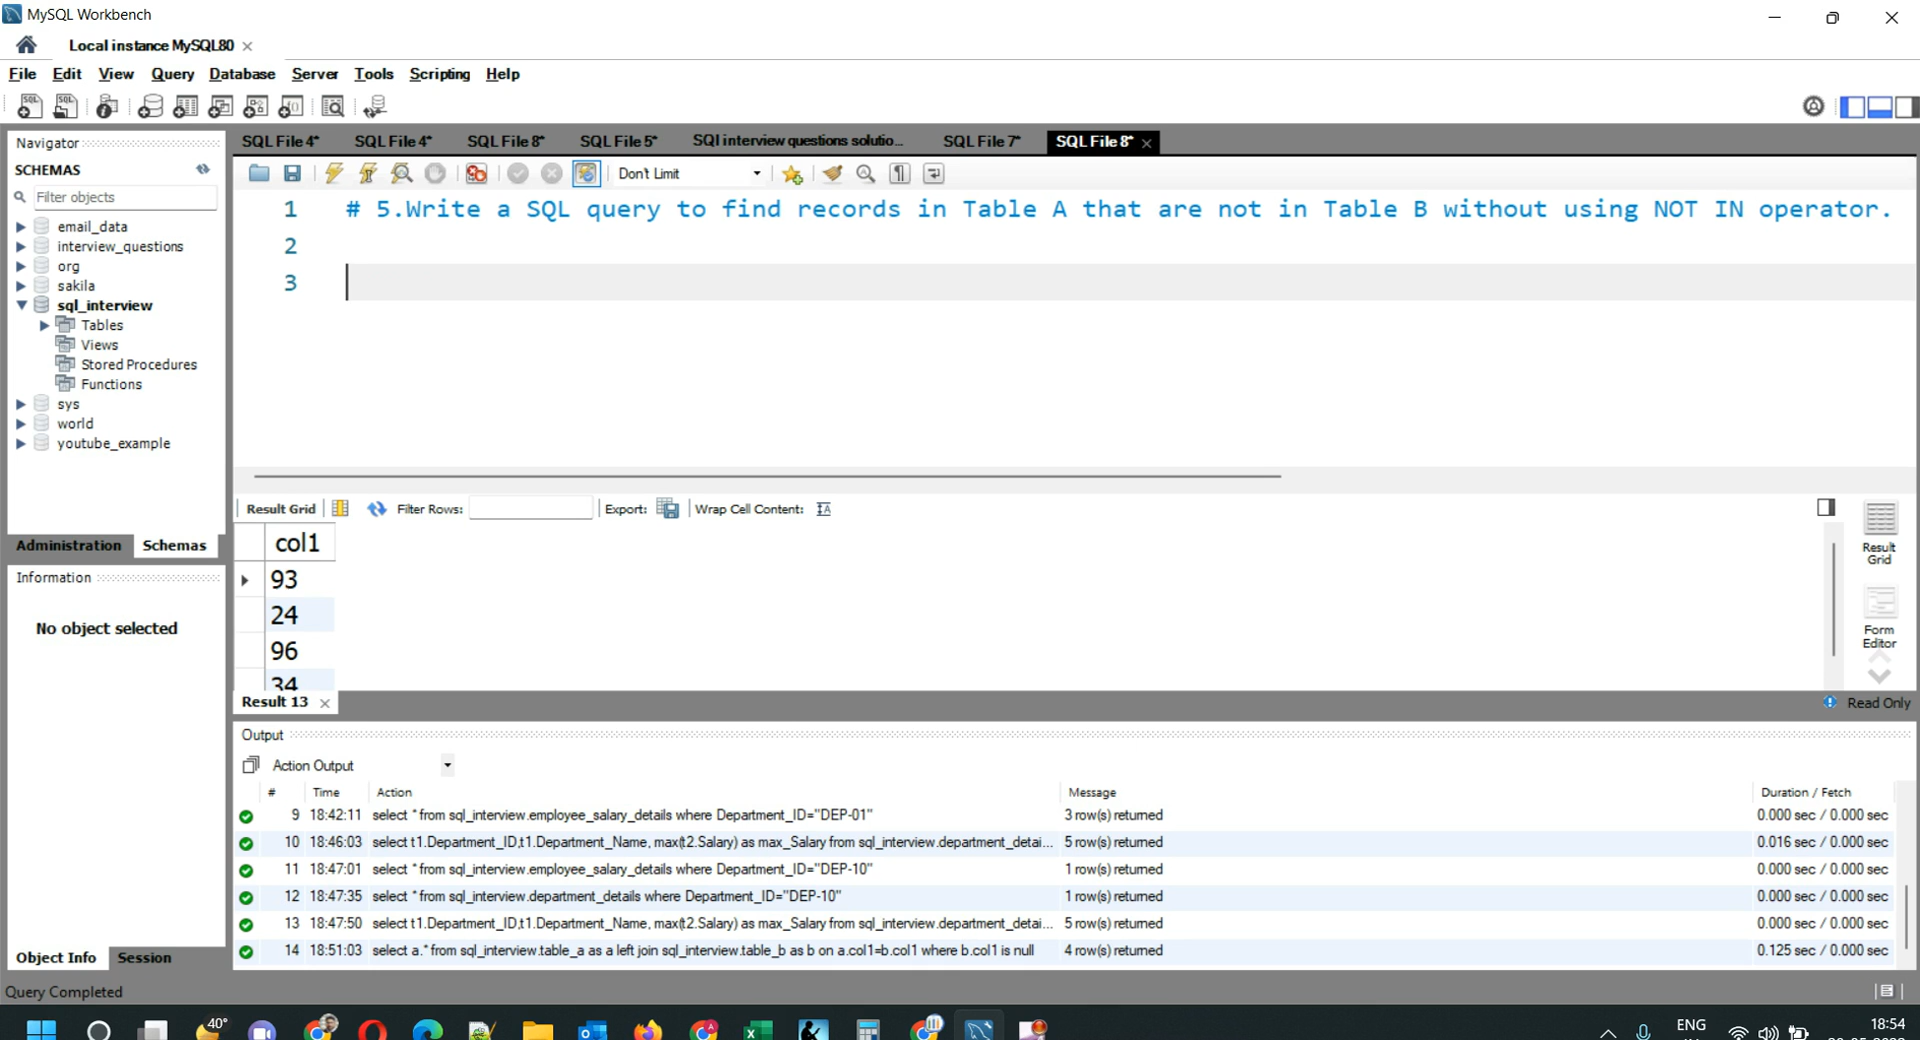 MySQL Workbench
Local instance MySQL80
File Edit View Query Database Server Tools Scripting Help
Navigator
SCHEMAS
Filter objects
email_data
interview_questions
org
sakila
sql_interview
Tables
Views
Stored Procedures
Functions
sys
world
youtube_example
Administration Schemas
Information
No object selected
Object Info Session
SQL File 4* SQL File 4* SQL File 8* SQL File 5* SQl interview questions solutio... SQL File 7* SQL File 8*
Don't Limit
1 # 5.Write a SQL query to find records in Table A that are not in Table B without using NOT IN operator.
2
3
Result Grid Filter Rows: Export: Wrap Cell Content:
col1
93
24
96
34
Result Grid
Form Editor
Result 13
Read Only
Output
Action Output
# Time Action Message Duration / Fetch
9 18:42:11 select * from sql_interview.employee_salary_details where Department_ID="DEP-01" 3 row(s) returned 0.000 sec / 0.000 sec
10 18:46:03 select t1.Department_ID,t1.Department_Name, max(t2.Salary) as max_Salary from sql_interview.department_detai... 5 row(s) returned 0.016 sec / 0.000 sec
11 18:47:01 select * from sql_interview.employee_salary_details where Department_ID="DEP-10" 1 row(s) returned 0.000 sec / 0.000 sec
12 18:47:35 select * from sql_interview.department_details where Department_ID="DEP-10" 1 row(s) returned 0.000 sec / 0.000 sec
13 18:47:50 select t1.Department_ID,t1.Department_Name, max(t2.Salary) as max_Salary from sql_interview.department_detai... 5 row(s) returned 0.000 sec / 0.000 sec
14 18:51:03 select a.* from sql_interview.table_a as a left join sql_interview.table_b as b on a.col1=b.col1 where b.col1 is null 4 row(s) returned 0.125 sec / 0.000 sec
Query Completed
40°
ENG
18:54